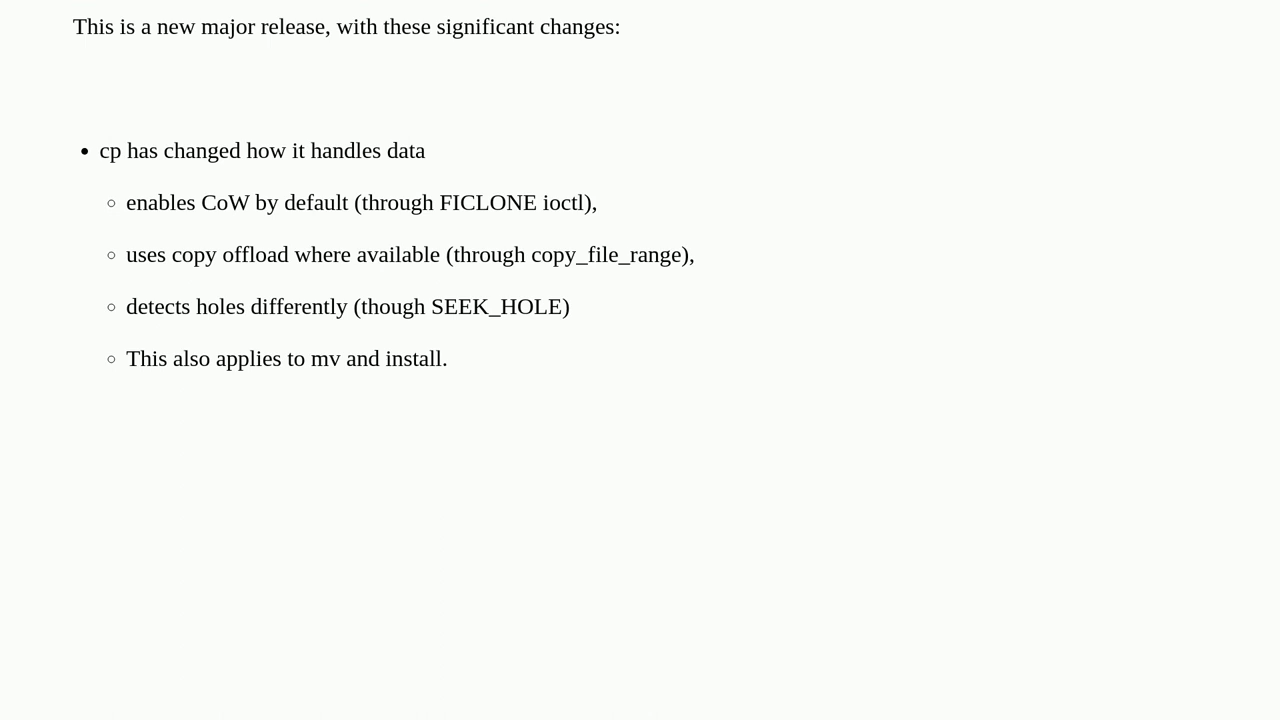 This is a new major release, with these significant changes:
• cp has changed how it handles data
◦ enables CoW by default (through FICLONE ioctl),
◦ uses copy offload where available (through copy_file_range),
◦ detects holes differently (though SEEK_HOLE)
◦ This also applies to mv and install.